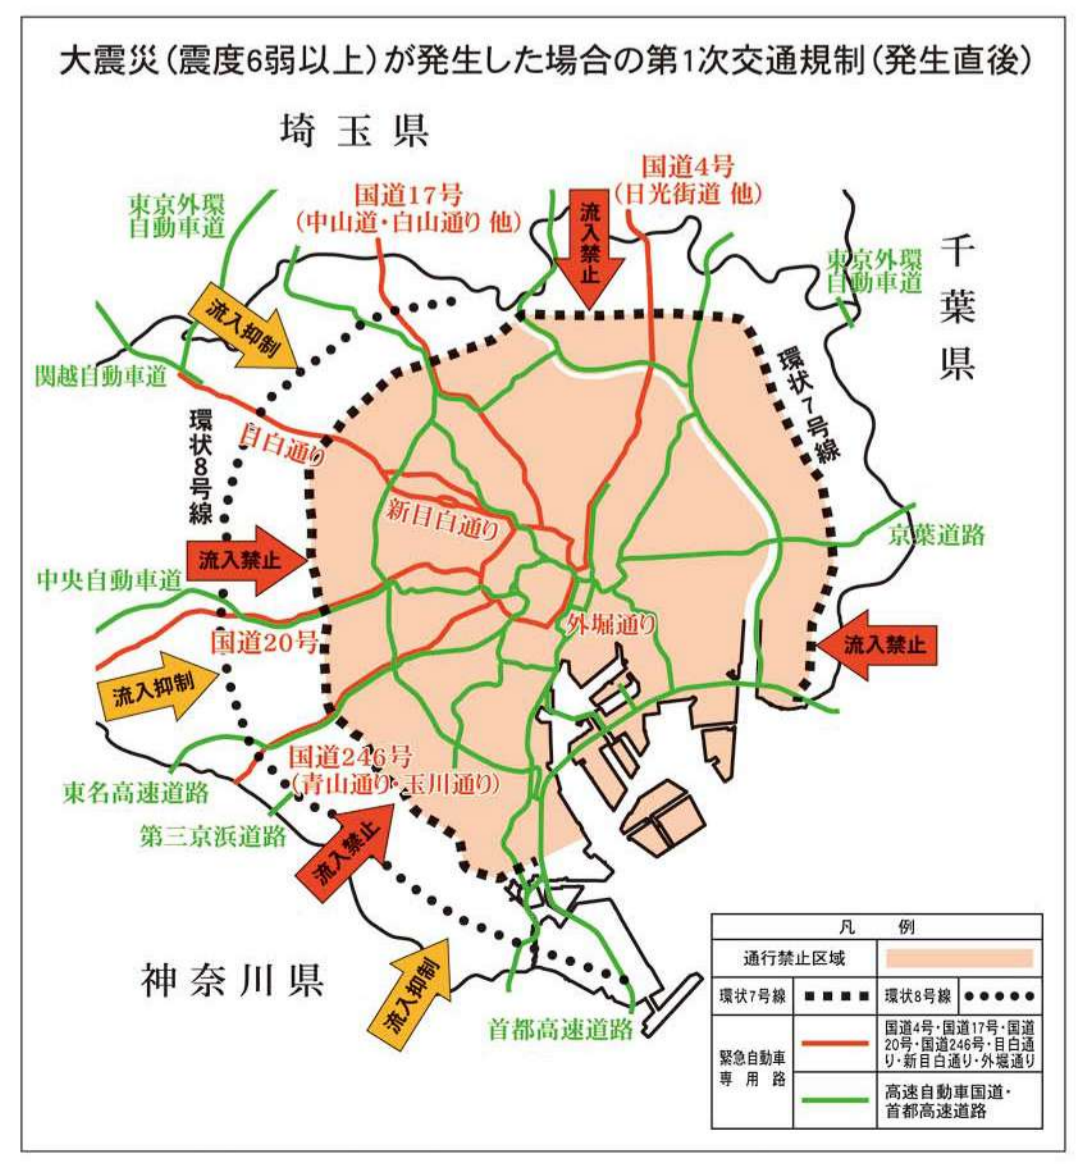 大震災(震度6弱以上)が発生した場合の第1次交通規制(発生直後)
埼玉県
国道4号
(日光街道 他)
国道17号
(中山道・白山通り 他)
東京外環
自動車道
流入禁止
千葉県
東京外環
自動車道
流入抑制
関越自動車道
環状7号線
環状8号線
目白通り
新目白通り
京葉道路
流入禁止
中央自動車道
国道20号
外堀通り
流入禁止
流入抑制
国道246号
(青山通り・玉川通り)
東名高速道路
第三京浜道路
流入禁止
神奈川県
流入抑制
首都高速道路
凡例
通行禁止区域
環状7号線
環状8号線
緊急自動車
専用路
国道4号・国道17号・国道
20号・国道246号・目白通
り・新目白通り・外堀通り
高速自動車国道・
首都高速道路